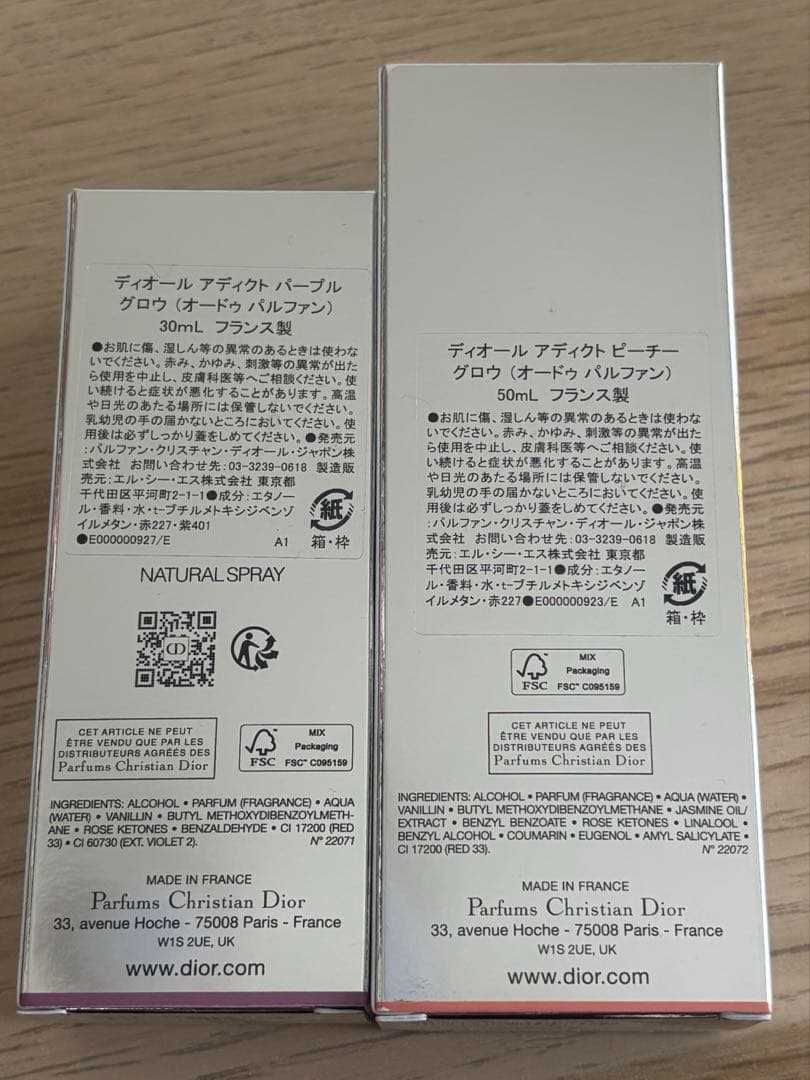 ディオール アディクト パープル
グロウ (オードゥ パルファン)
30mL フランス製
●お肌に傷、湿しん等の異常のあるときは使わな
いでください。赤み、かゆみ、刺激等の異常が出た
ら使用を中止し、皮膚科医等へご相談ください。使
い続けると症状が悪化することがあります。高温
や日光のあたる場所には保管しないでください。
乳幼児の手の届かないところにおいてください。使
用後は必ずしっかり蓋をしめてください。●発売元
:パルファン・クリスチャン・ディオール・ジャポン株
式会社 お問い合わせ先:03-3239-0618 製造販
売元:エル・シー・エス株式会社 東京都
千代田区平河町2-1-1●成分:エタノー
ル・香料・水・t-ブチルメトキシジベンゾ
イルメタン・赤227・紫401
●E000000927/E A1
紙
箱・枠
NATURAL SPRAY
CD
CET ARTICLE NE PEUT
ÊTRE VENDU QUE PAR LES
DISTRIBUTEURS AGRÉÉS DES
Parfums Christian Dior
FSC
MIX
Packaging
FSC™ C095159
INGREDIENTS: ALCOHOL • PARFUM (FRAGRANCE) • AQUA
(WATER) • VANILLIN • BUTYL METHOXYDIBENZOYLMETH-
ANE • ROSE KETONES • BENZALDEHYDE • CI 17200 (RED
33) • CI 60730 (EXT. VIOLET 2). N° 22071
MADE IN FRANCE
Parfums Christian Dior
33, avenue Hoche - 75008 Paris - France
W1S 2UE, UK
www.dior.com
ディオール アディクト ピーチー
グロウ (オードゥ パルファン)
50mL フランス製
●お肌に傷、湿しん等の異常のあるときは使わな
いでください。赤み、かゆみ、刺激等の異常が出た
ら使用を中止し、皮膚科医等へご相談ください。使
い続けると症状が悪化することがあります。高温
や日光のあたる場所には保管しないでください。
乳幼児の手の届かないところにおいてください。使
用後は必ずしっかり蓋をしめてください。●発売元
:パルファン・クリスチャン・ディオール・ジャポン株
式会社 お問い合わせ先:03-3239-0618 製造販
売元:エル・シー・エス株式会社 東京都
千代田区平河町2-1-1●成分:エタノー
ル・香料・水・t-ブチルメトキシジベンゾ
イルメタン・赤227●E000000923/E A1
紙
箱・枠
FSC
MIX
Packaging
FSC™ C095159
CET ARTICLE NE PEUT
ÊTRE VENDU QUE PAR LES
DISTRIBUTEURS AGRÉÉS DES
Parfums Christian Dior
INGREDIENTS: ALCOHOL • PARFUM (FRAGRANCE) • AQUA (WATER) •
VANILLIN • BUTYL METHOXYDIBENZOYLMETHANE • JASMINE OIL/
EXTRACT • BENZYL BENZOATE • ROSE KETONES • LINALOOL •
BENZYL ALCOHOL • COUMARIN • EUGENOL • AMYL SALICYLATE •
CI 17200 (RED 33). N° 22072
MADE IN FRANCE
Parfums Christian Dior
33, avenue Hoche - 75008 Paris - France
W1S 2UE, UK
www.dior.com